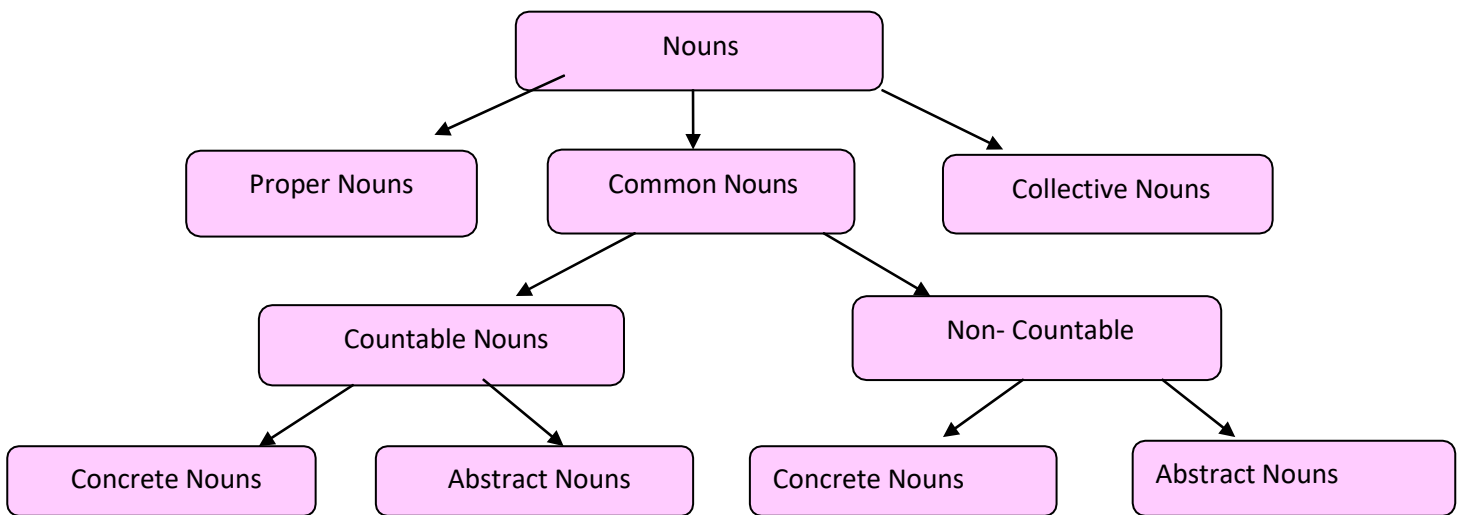 Nouns
Proper Nouns
Common Nouns
Collective Nouns
Countable Nouns
Non- Countable
Concrete Nouns
Abstract Nouns
Concrete Nouns
Abstract Nouns